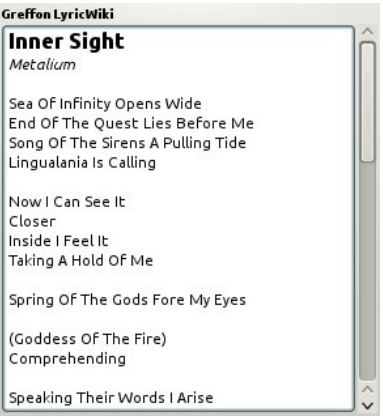 Greffon LyricWiki
Inner Sight
Metalium
Sea Of Infinity Opens Wide
End Of The Quest Lies Before Me
Song Of The Sirens A Pulling Tide
Lingualania Is Calling
Now I Can See It
Closer
Inside I Feel It
Taking A Hold Of Me
Spring Of The Gods Fore My Eyes
(Goddess Of The Fire)
Comprehending
Speaking Their Words I Arise